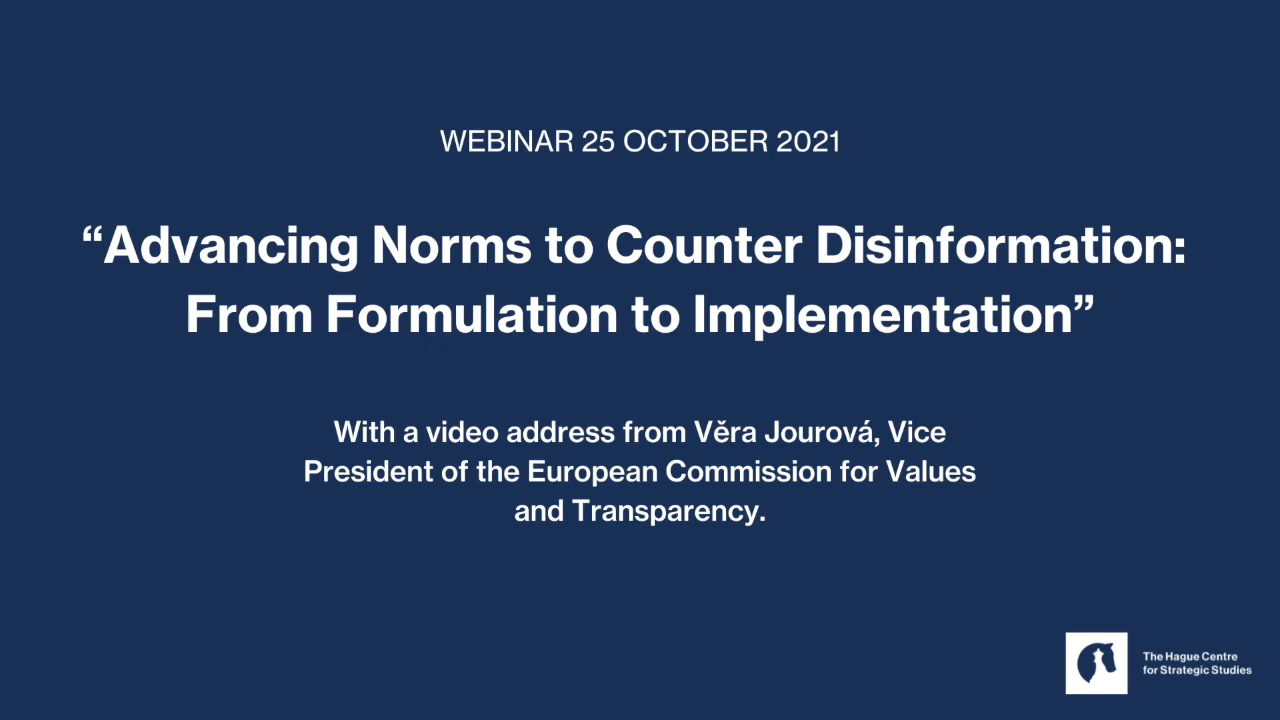 WEBINAR 25 OCTOBER 2021
“Advancing Norms to Counter Disinformation:
From Formulation to Implementation”
With a video address from Věra Jourová, Vice
President of the European Commission for Values
and Transparency.
The Hague Centre
for Strategic Studies